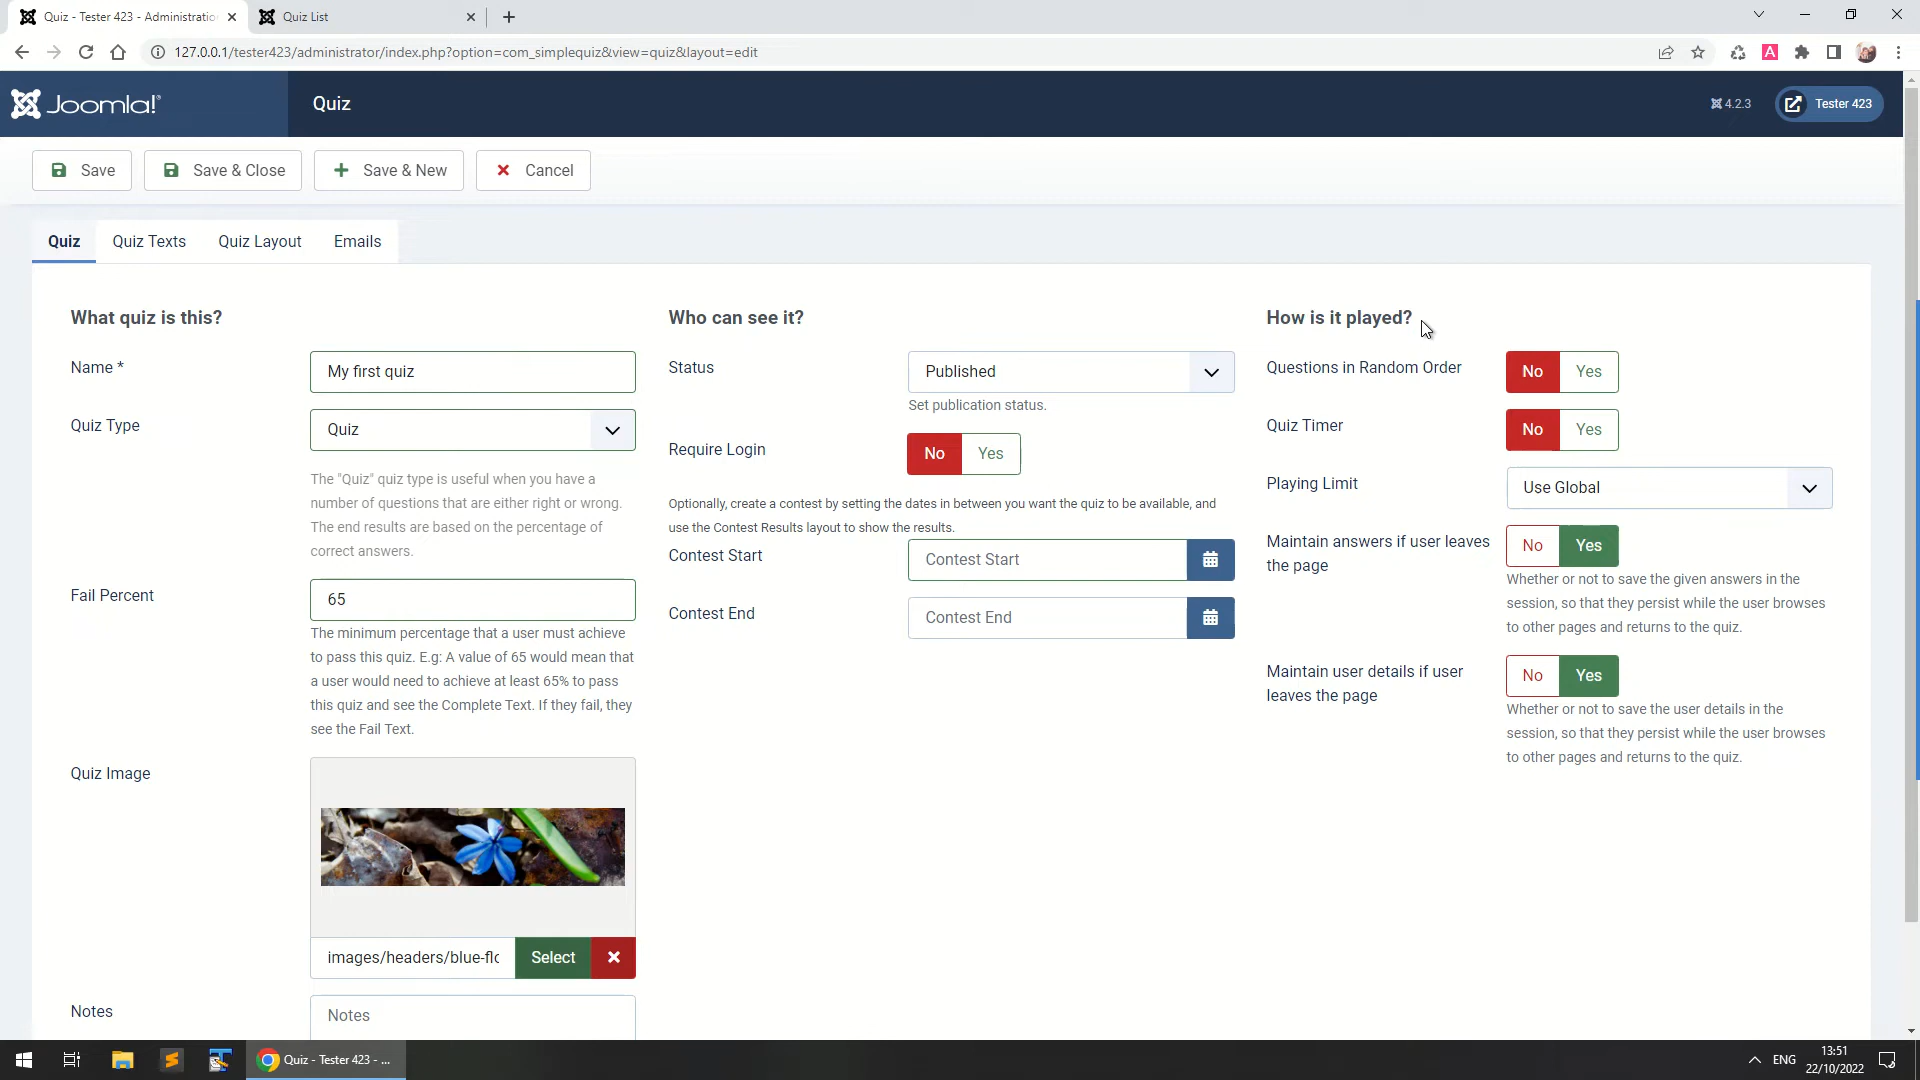 Quiz - Tester 423 - Administratio
Quiz List
127.0.0.1/tester423/administrator/index.php?option=com_simplequiz&view=quiz&layout=edit
A
Joomla!®
Quiz
4.2.3
Tester 423
Save
Save & Close
Save & New
Cancel
Quiz
Quiz Texts
Quiz Layout
Emails
What quiz is this?
Name *
My first quiz
Quiz Type
Quiz
The "Quiz" quiz type is useful when you have a
number of questions that are either right or wrong.
The end results are based on the percentage of
correct answers.
Fail Percent
65
The minimum percentage that a user must achieve
to pass this quiz. E.g: A value of 65 would mean that
a user would need to achieve at least 65% to pass
this quiz and see the Complete Text. If they fail, they
see the Fail Text.
Quiz Image
images/headers/blue-flo
Select
Notes
Notes
Who can see it?
Status
Published
Set publication status.
Require Login
No
Yes
Optionally, create a contest by setting the dates in between you want the quiz to be available, and
use the Contest Results layout to show the results.
Contest Start
Contest Start
Contest End
Contest End
How is it played?
Questions in Random Order
No
Yes
Quiz Timer
No
Yes
Playing Limit
Use Global
Maintain answers if user leaves
the page
No
Yes
Whether or not to save the given answers in the
session, so that they persist while the user browses
to other pages and returns to the quiz.
Maintain user details if user
leaves the page
No
Yes
Whether or not to save the user details in the
session, so that they persist while the user browses
to other pages and returns to the quiz.
Quiz - Tester 423 - ...
ENG
13:51
22/10/2022